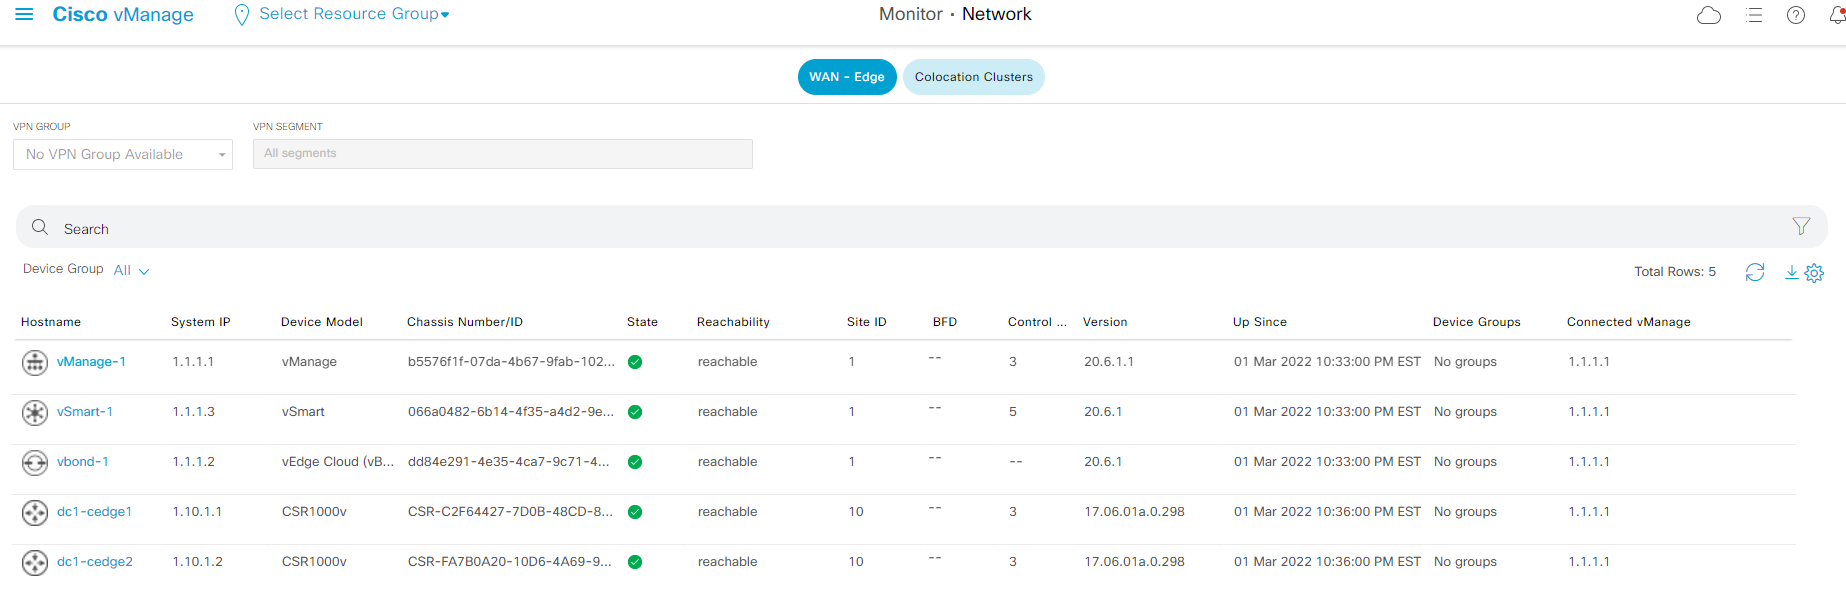 Cisco vManage Select Resource Group Monitor · Network
WAN - Edge Colocation Clusters
VPN GROUP VPN SEGMENT
No VPN Group Available All segments
Search
Device Group All Total Rows: 5
Hostname System IP Device Model Chassis Number/ID State Reachability Site ID BFD Control ... Version Up Since Device Groups Connected vManage
vManage-1 1.1.1.1 vManage b5576f1f-07da-4b67-9fab-102... reachable 1 -- 3 20.6.1.1 01 Mar 2022 10:33:00 PM EST No groups 1.1.1.1
vSmart-1 1.1.1.3 vSmart 066a0482-6b14-4f35-a4d2-9e... reachable 1 -- 5 20.6.1 01 Mar 2022 10:33:00 PM EST No groups 1.1.1.1
vbond-1 1.1.1.2 vEdge Cloud (vB... dd84e291-4e35-4ca7-9c71-4... reachable 1 -- -- 20.6.1 01 Mar 2022 10:33:00 PM EST No groups 1.1.1.1
dc1-cedge1 1.10.1.1 CSR1000v CSR-C2F64427-7D0B-48CD-8... reachable 10 -- 3 17.06.01a.0.298 01 Mar 2022 10:36:00 PM EST No groups 1.1.1.1
dc1-cedge2 1.10.1.2 CSR1000v CSR-FA7B0A20-10D6-4A69-9... reachable 10 -- 3 17.06.01a.0.298 01 Mar 2022 10:36:00 PM EST No groups 1.1.1.1